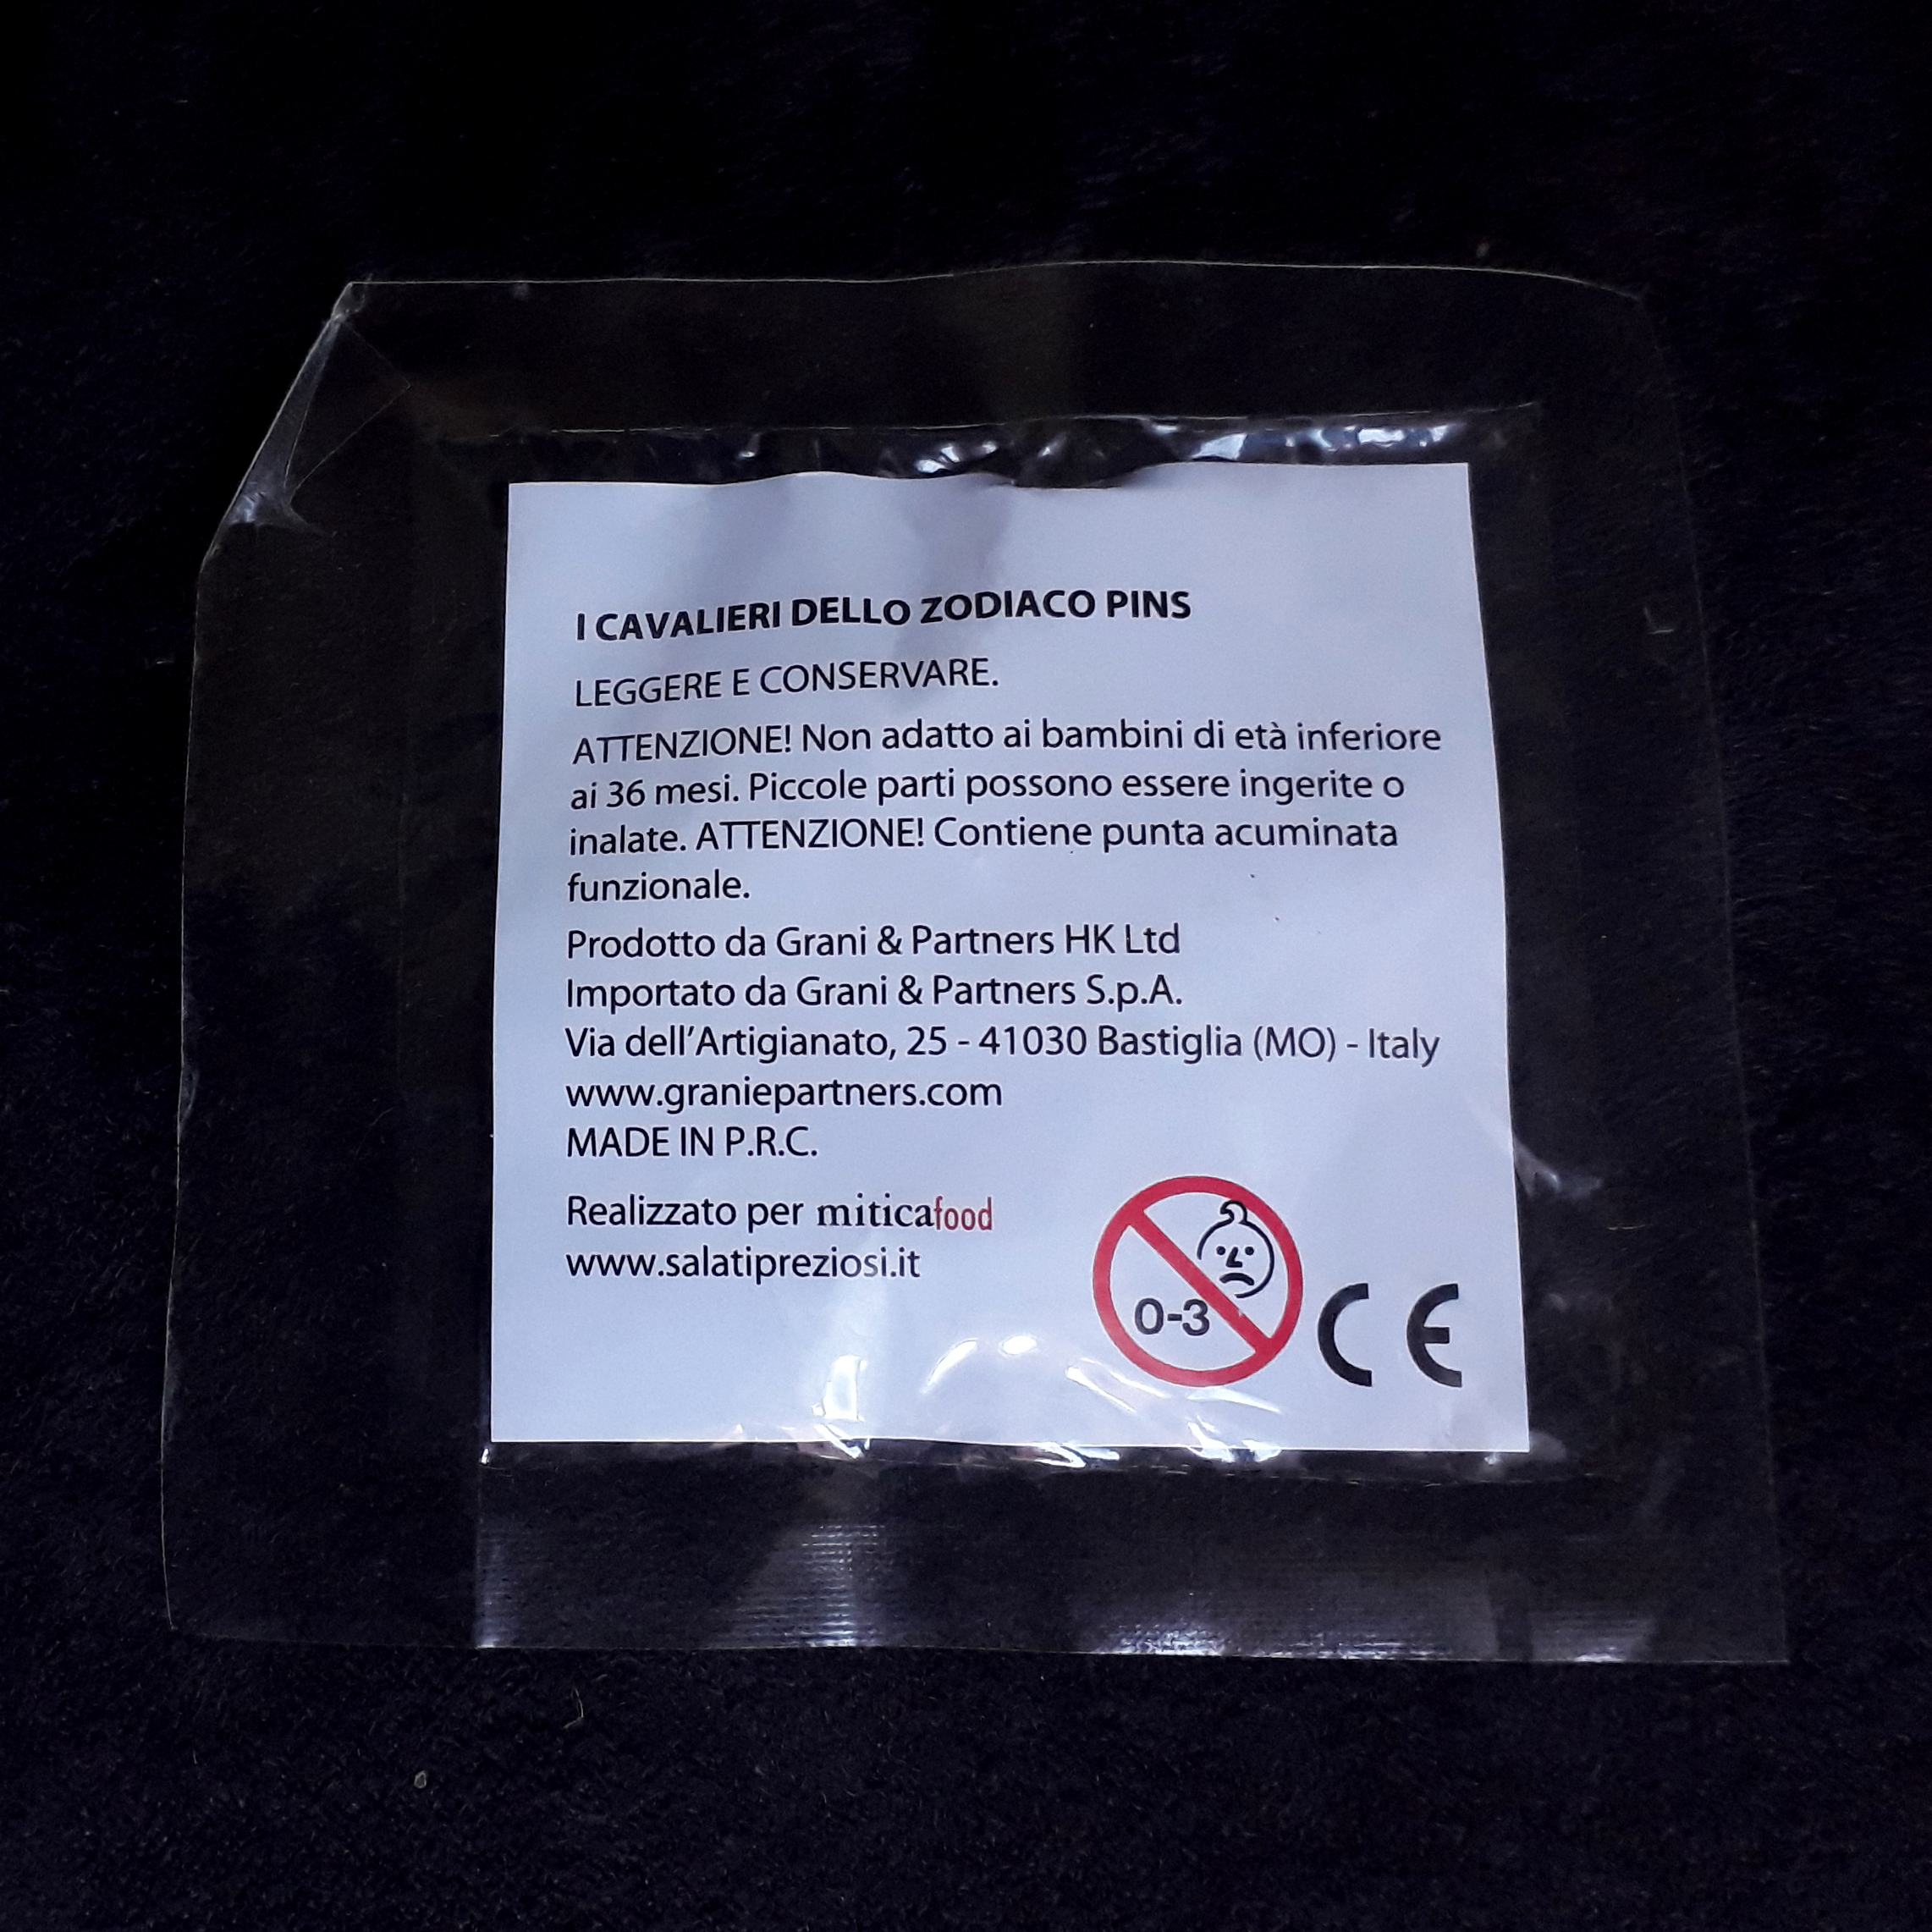 I CAVALIERI DELLO ZODIACO PINS
LEGGERE E CONSERVARE.
ATTENZIONE! Non adatto ai bambini di età inferiore
ai 36 mesi. Piccole parti possono essere ingerite o
inalate. ATTENZIONE! Contiene punta acuminata
funzionale.
Prodotto da Grani & Partners HK Ltd
Importato da Grani & Partners S.p.A.
Via dell'Artigianato, 25 - 41030 Bastiglia (MO) - Italy
www.graniepartners.com
MADE IN P.R.C.
Realizzato per miticafood
www.salatipreziosi.it
0-3
CE